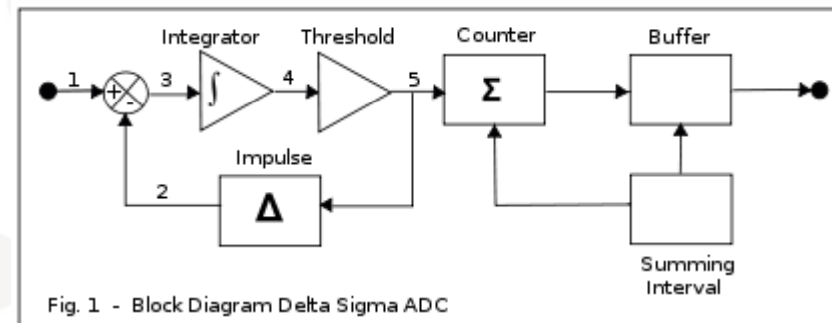 Integrator
Threshold
Counter
Buffer
1
+
-
3
∫
4
5
Σ
Impulse
2
Δ
Summing
Interval
Fig. 1 - Block Diagram Delta Sigma ADC